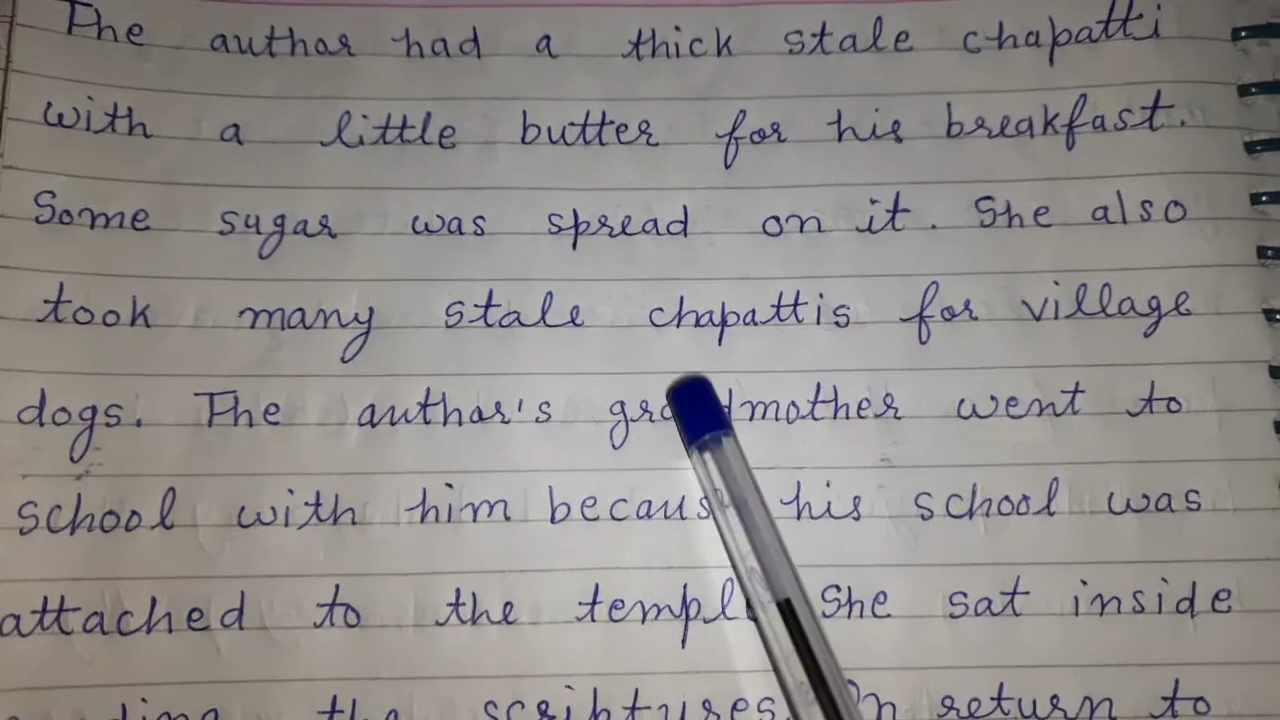 The author had a thick stale chapatti
with a little butter for his breakfast.
Some sugar was spread on it. She also
took many stale chapattis for village
dogs. The author's grandmother went to
school with him because his school was
attached to the temple She sat inside
the scriptures. In return to